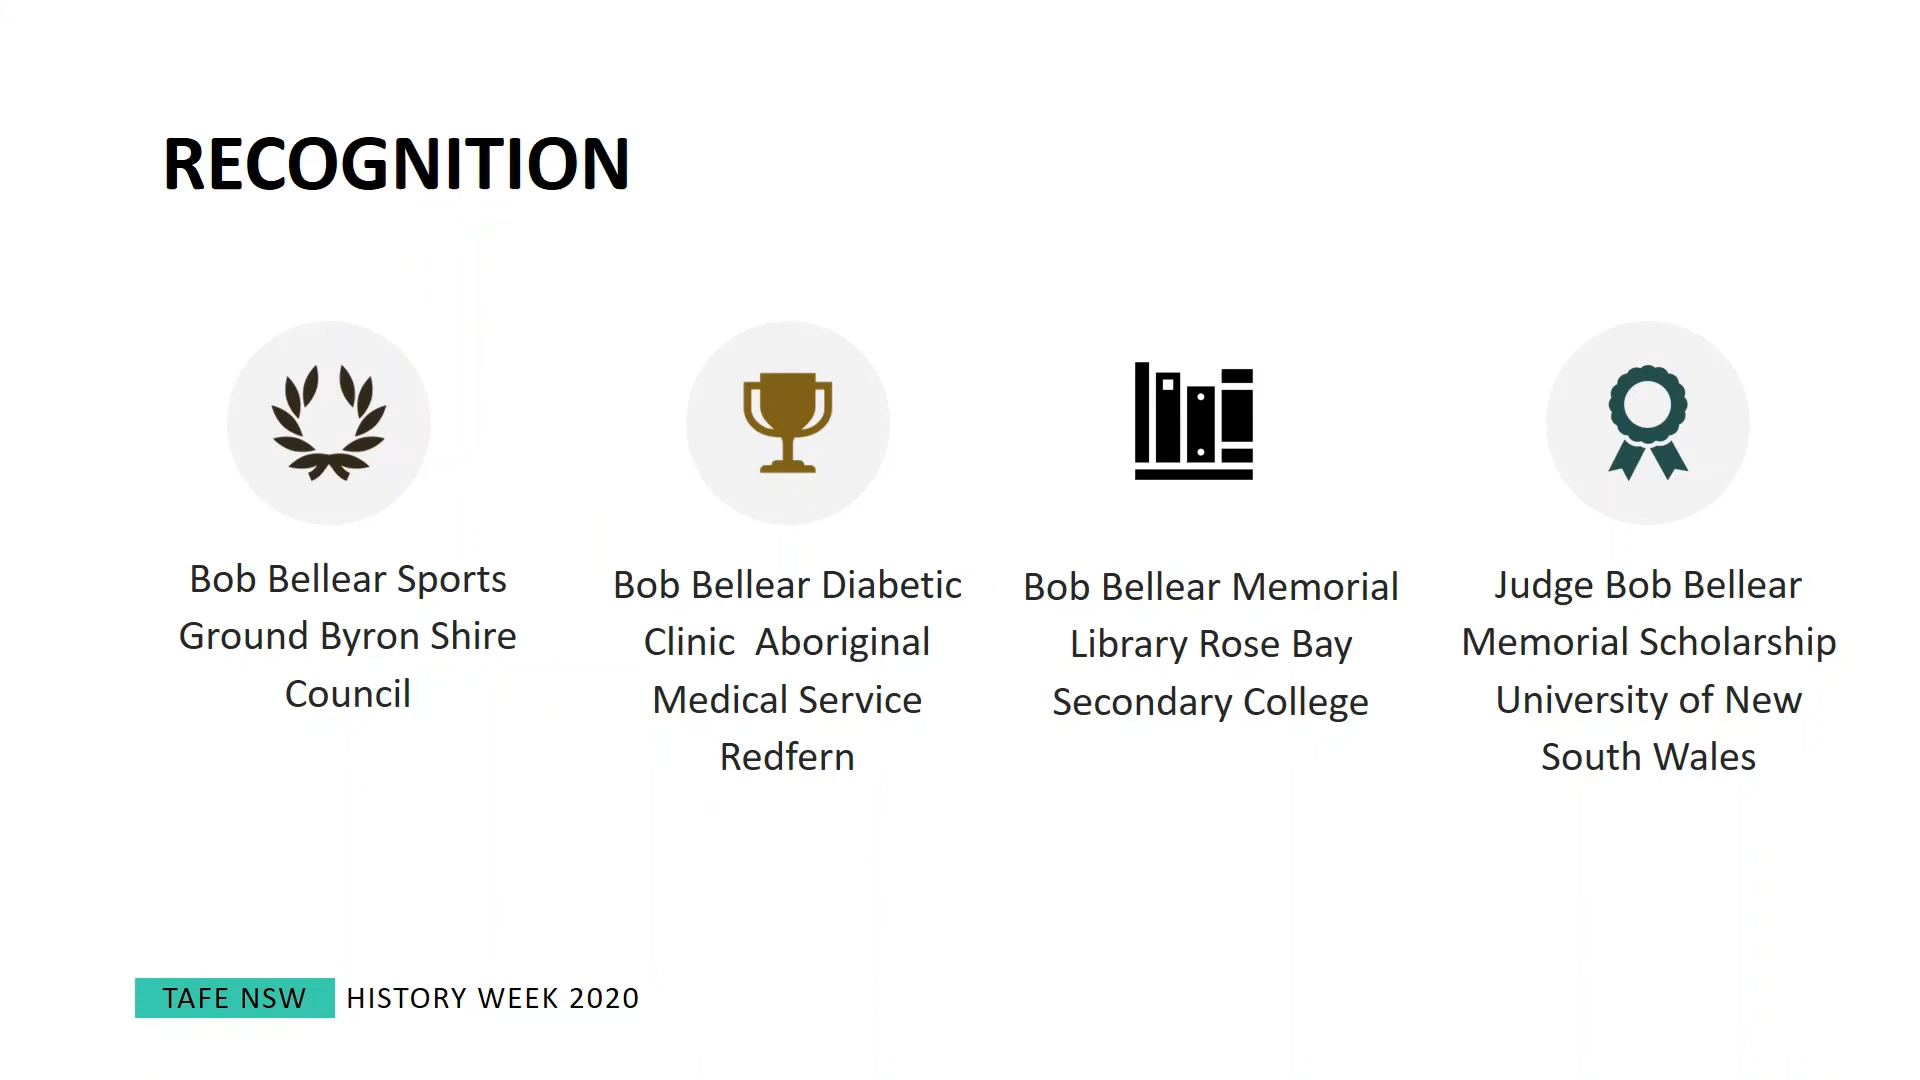 RECOGNITION
Bob Bellear Sports
Ground Byron Shire
Council
Bob Bellear Diabetic
Clinic  Aboriginal
Medical Service
Redfern
Bob Bellear Memorial
Library Rose Bay
Secondary College
Judge Bob Bellear
Memorial Scholarship
University of New
South Wales
TAFE NSW HISTORY WEEK 2020